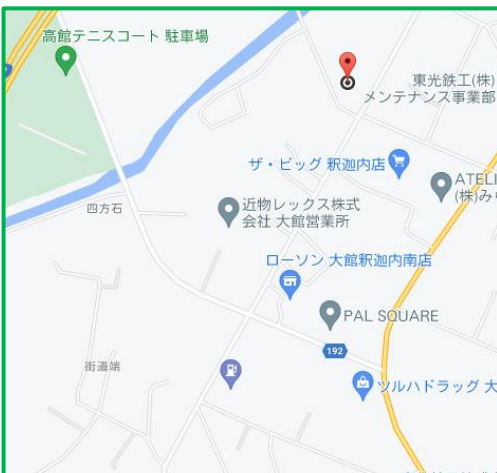 高館テニスコート 駐車場
東光鉄工(株)
メンテナンス事業部
ザ・ビッグ 釈迦内店
ATELI
(株)み
四方石
近物レックス株式
会社 大館営業所
ローソン 大館釈迦内南店
PAL SQUARE
192
街道端
ツルハドラッグ 大